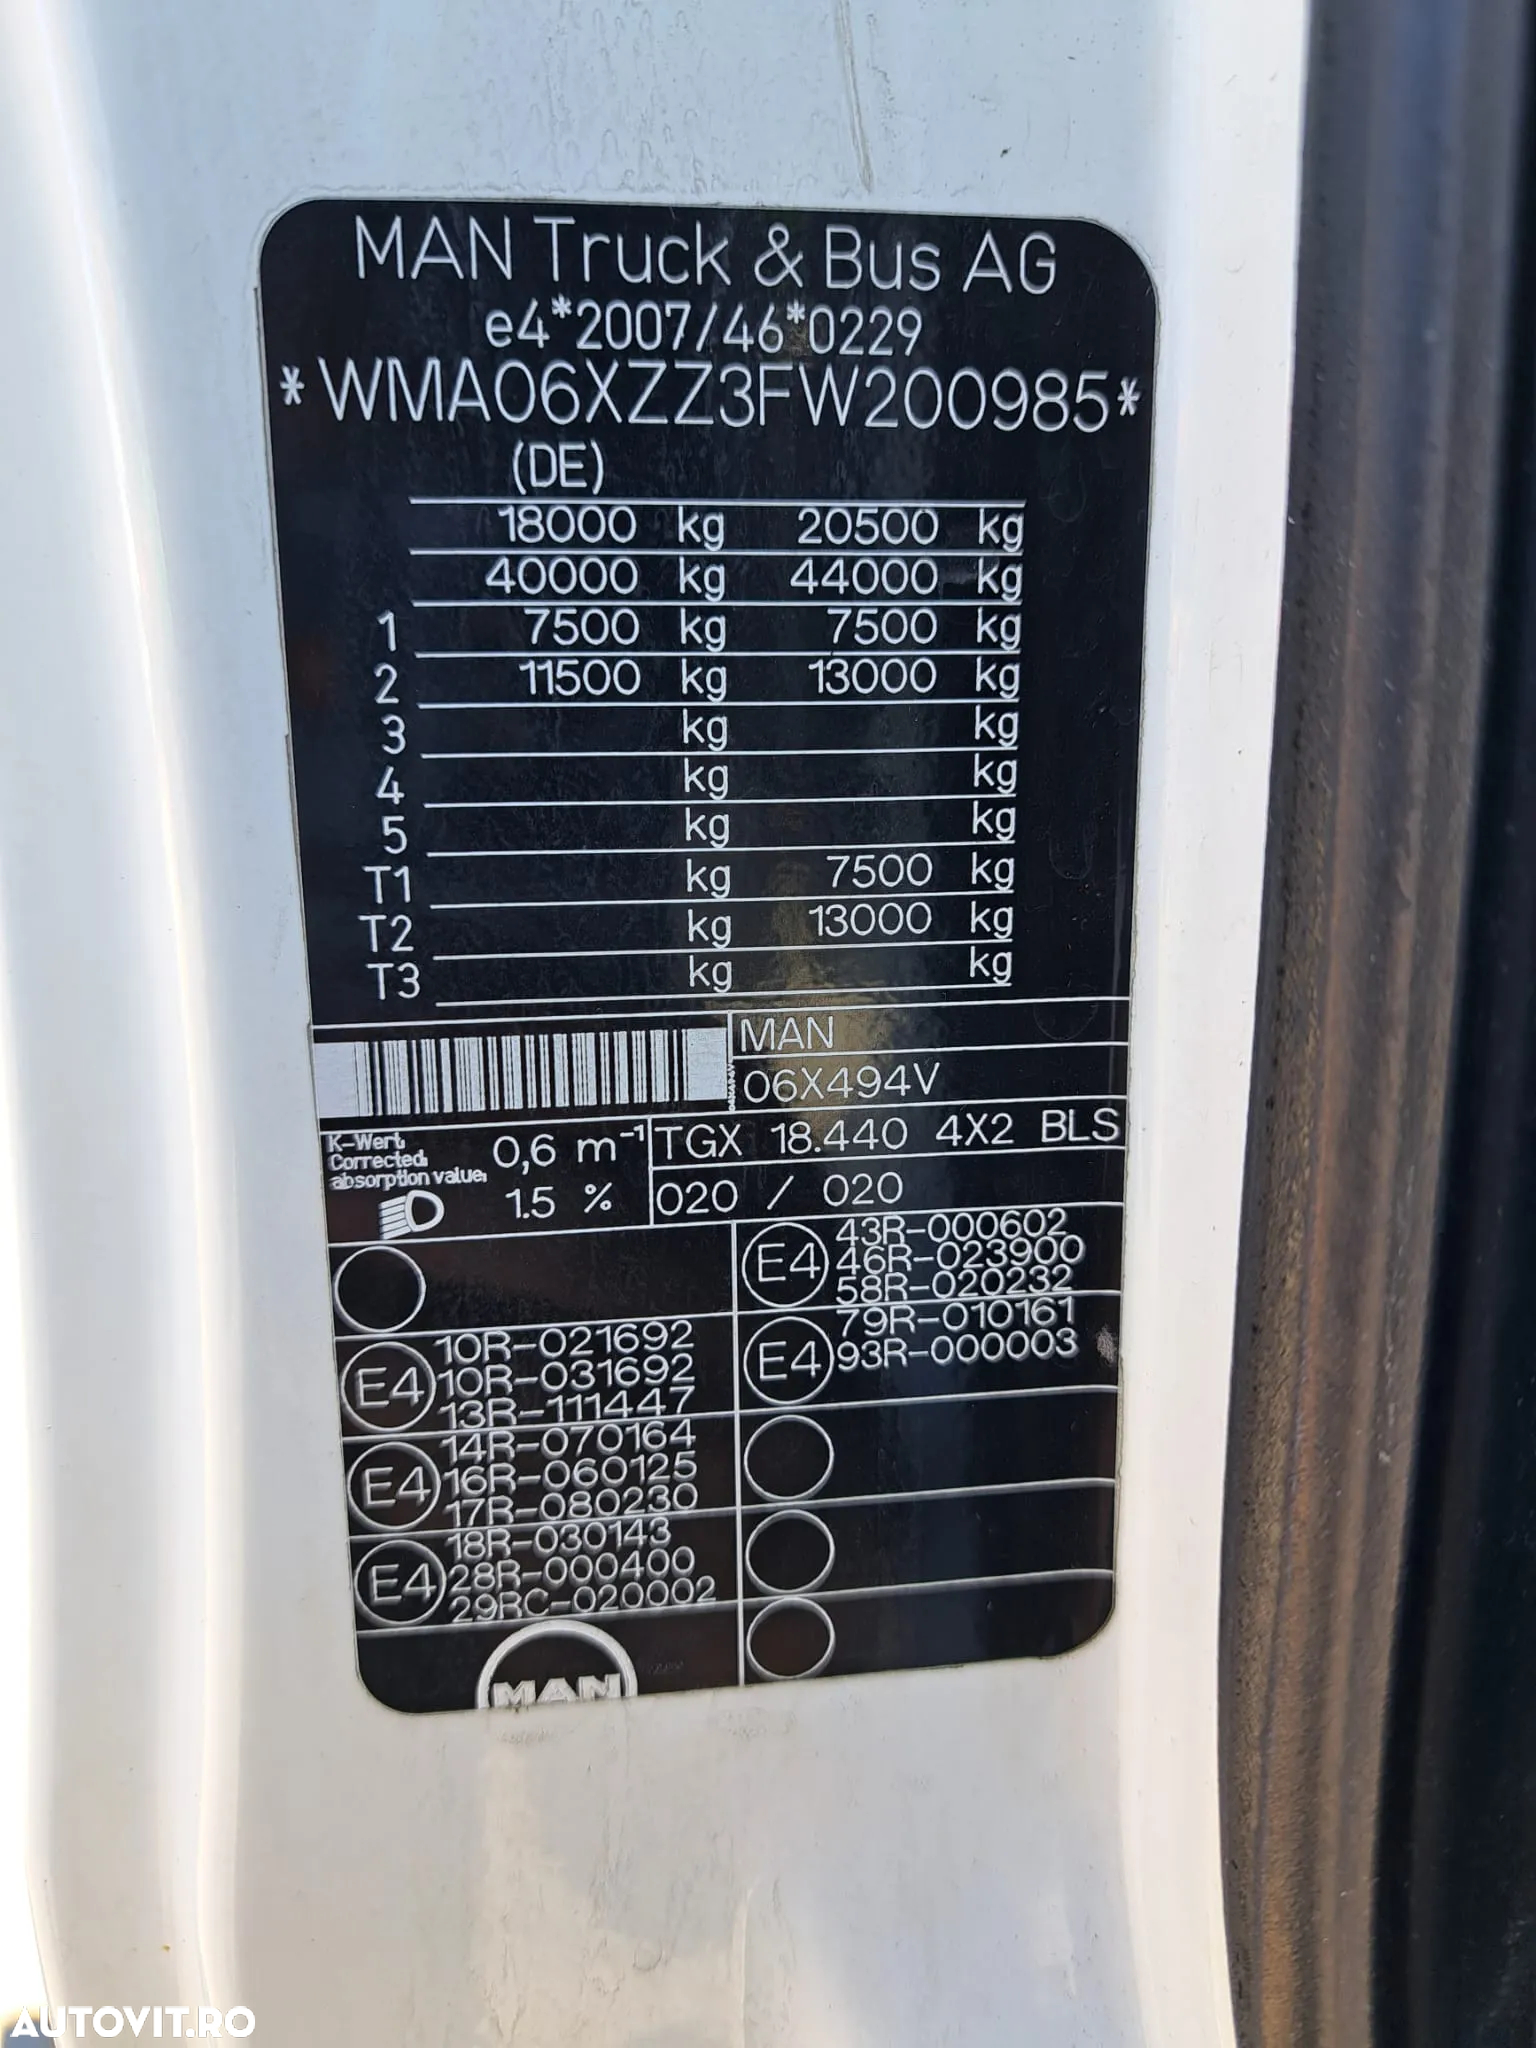 MAN Truck & Bus AG
e4*2007/46*0229
*WMA06XZZ3FW200985*
(DE)
18000 kg 20500 kg
40000 kg 44000 kg
1 7500 kg 7500 kg
2 11500 kg 13000 kg
3 kg kg
4 kg kg
5 kg kg
T1 kg 7500 kg
T2 kg 13000 kg
T3 kg kg
MAN
06X494V
K-Wert:
Corrected
absorption value:
0,6 m⁻¹
TGX 18.440 4X2 BLS
1.5 %
020 / 020
E4
43R-000602
46R-023900
58R-020232
E4
79R-010161
93R-000003
E4
10R-021692
10R-031692
13R-111447
E4
14R-070164
16R-060125
17R-080230
E4
18R-030143
28R-000400
29RC-020002
MAN
AUTOVIT.RO